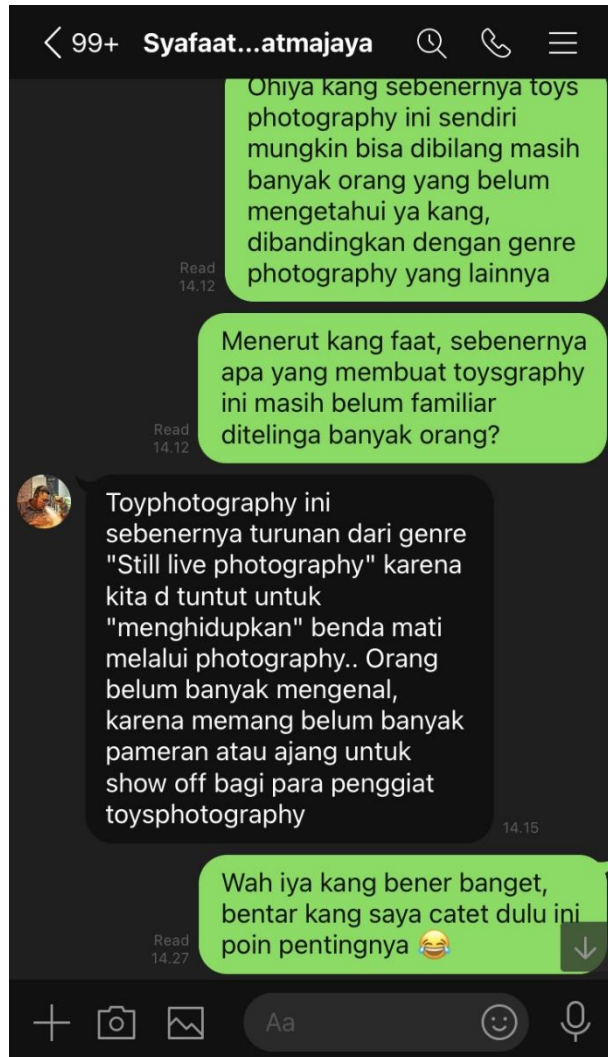 99+ Syafaat...atmajaya
Ohiya kang sebenernya toys
photography ini sendiri
mungkin bisa dibilang masih
banyak orang yang belum
mengetahui ya kang,
dibandingkan dengan genre
photography yang lainnya
Read
14.12
Menerut kang faat, sebenernya
apa yang membuat toysgraphy
ini masih belum familiar
ditelinga banyak orang?
Read
14.12
Toyphotography ini
sebenernya turunan dari genre
"Still live photography" karena
kita d tuntut untuk
"menghidupkan" benda mati
melalui photography.. Orang
belum banyak mengenal,
karena memang belum banyak
pameran atau ajang untuk
show off bagi para penggiat
toysphotography
14.15
Wah iya kang bener banget,
bentar kang saya catet dulu ini
poin pentingnya 😂
Read
14.27
Aa